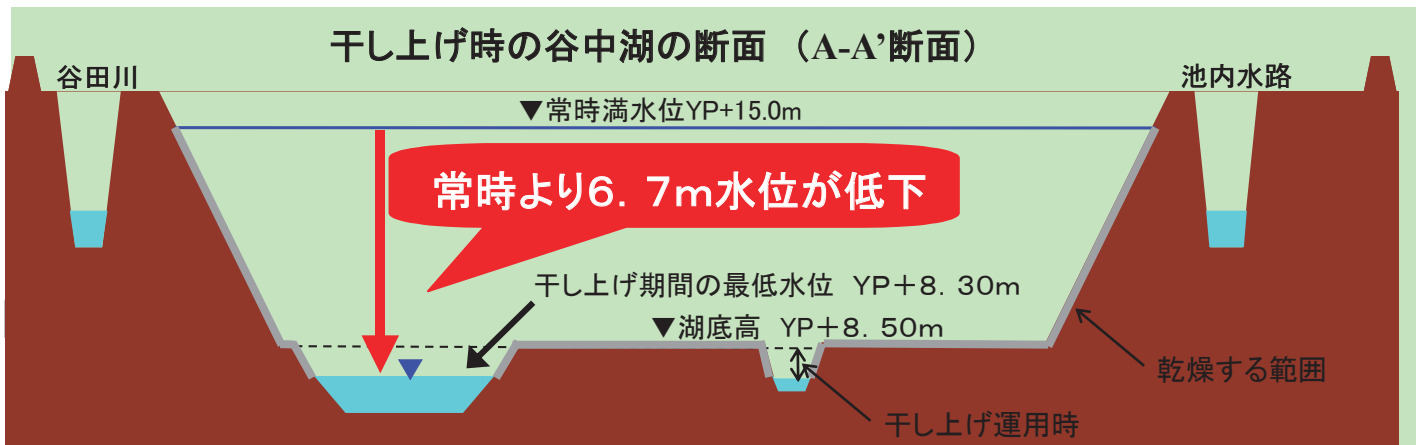 干し上げ時の谷中湖の断面 （A-A’断面）
谷田川
池内水路
▼常時満水位YP+15.0m
常時より6．7m水位が低下
干し上げ期間の最低水位 YP＋8．30m
▼湖底高 YP＋8．50m
乾燥する範囲
干し上げ運用時